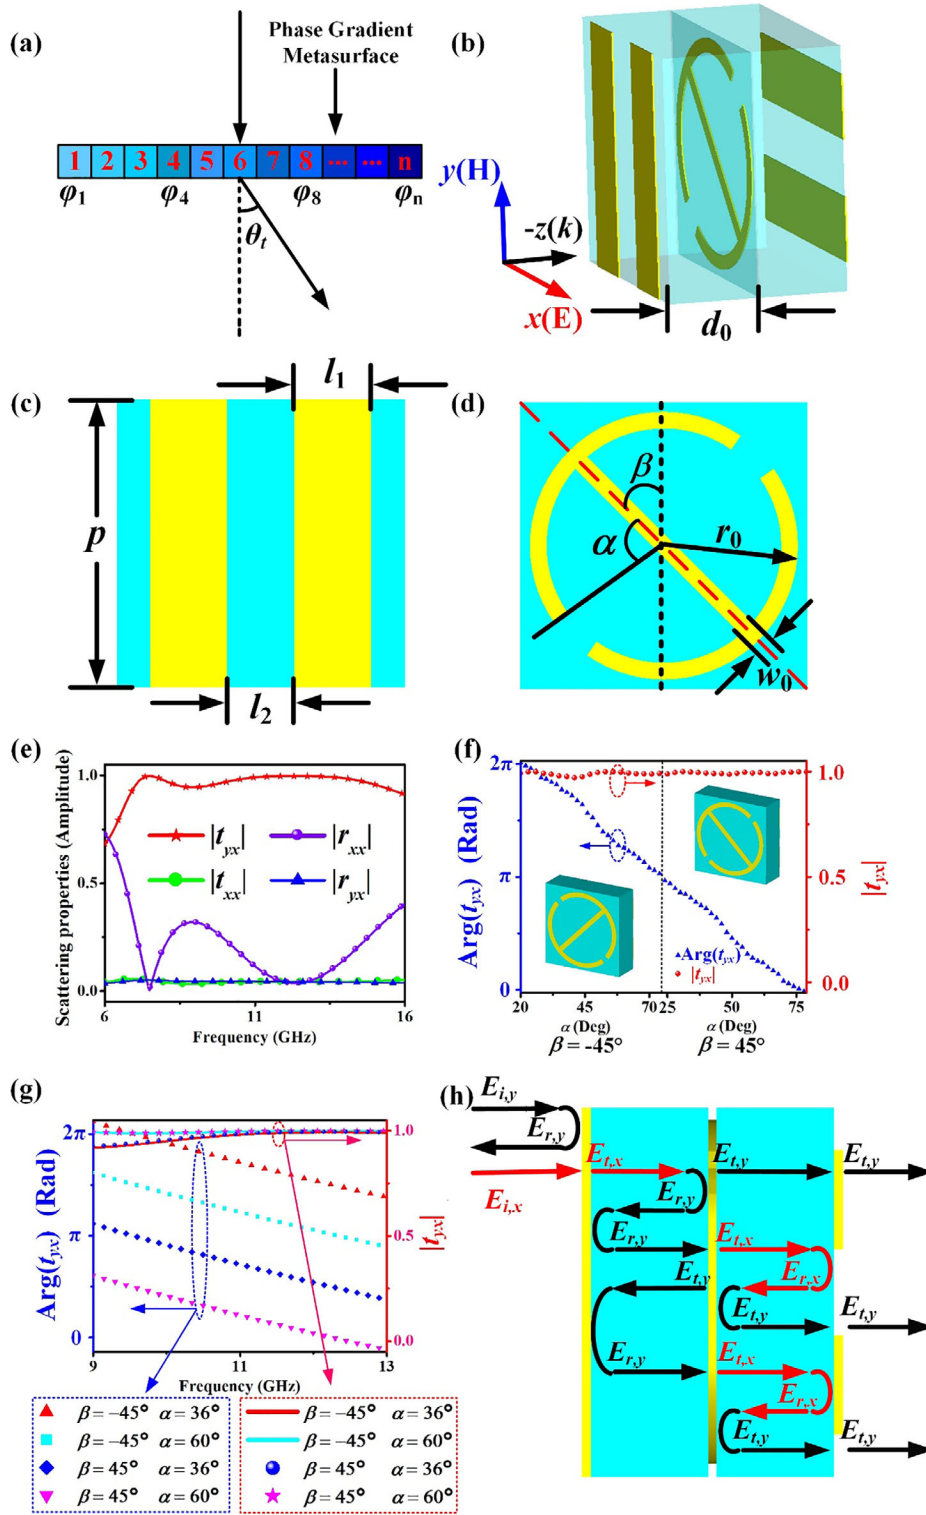 (a)
Phase Gradient
Metasurface
1 2 3 4 5 6 7 8 ... ... n
φ1 φ4 φ8 φn
θt
(b)
y(H)
-z(k)
x(E)
d0
(c)
l1
p
l2
(d)
β
α
r0
w0
(e)
Scattering properties (Amplitude)
1.0
0.5
0.0
|tyx| |rxx|
|txx| |ryx|
6 8 10 12 14 16
Frequency (GHz)
(f)
Arg(tyx) (Rad)
2π
π
0
1.0
0.5
0.0
|tyx|
Arg(tyx)
|tyx|
20 45 70 25 50 75
α (Deg) α (Deg)
β = -45° β = 45°
(g)
Arg(tyx) (Rad)
2π
π
0
1.0
0.5
0.0
|tyx|
9 11 13
Frequency (GHz)
β = −45° α = 36°
β = −45° α = 60°
β = 45° α = 36°
β = 45° α = 60°
β = −45° α = 36°
β = −45° α = 60°
β = 45° α = 36°
β = 45° α = 60°
(h)
Ei,y
Er,y
Ei,x
Et,x Et,y Et,y
Er,y
Er,y Et,x
Et,y Er,x
Et,y Et,y
Er,y Et,x
Er,x
Et,y Et,y